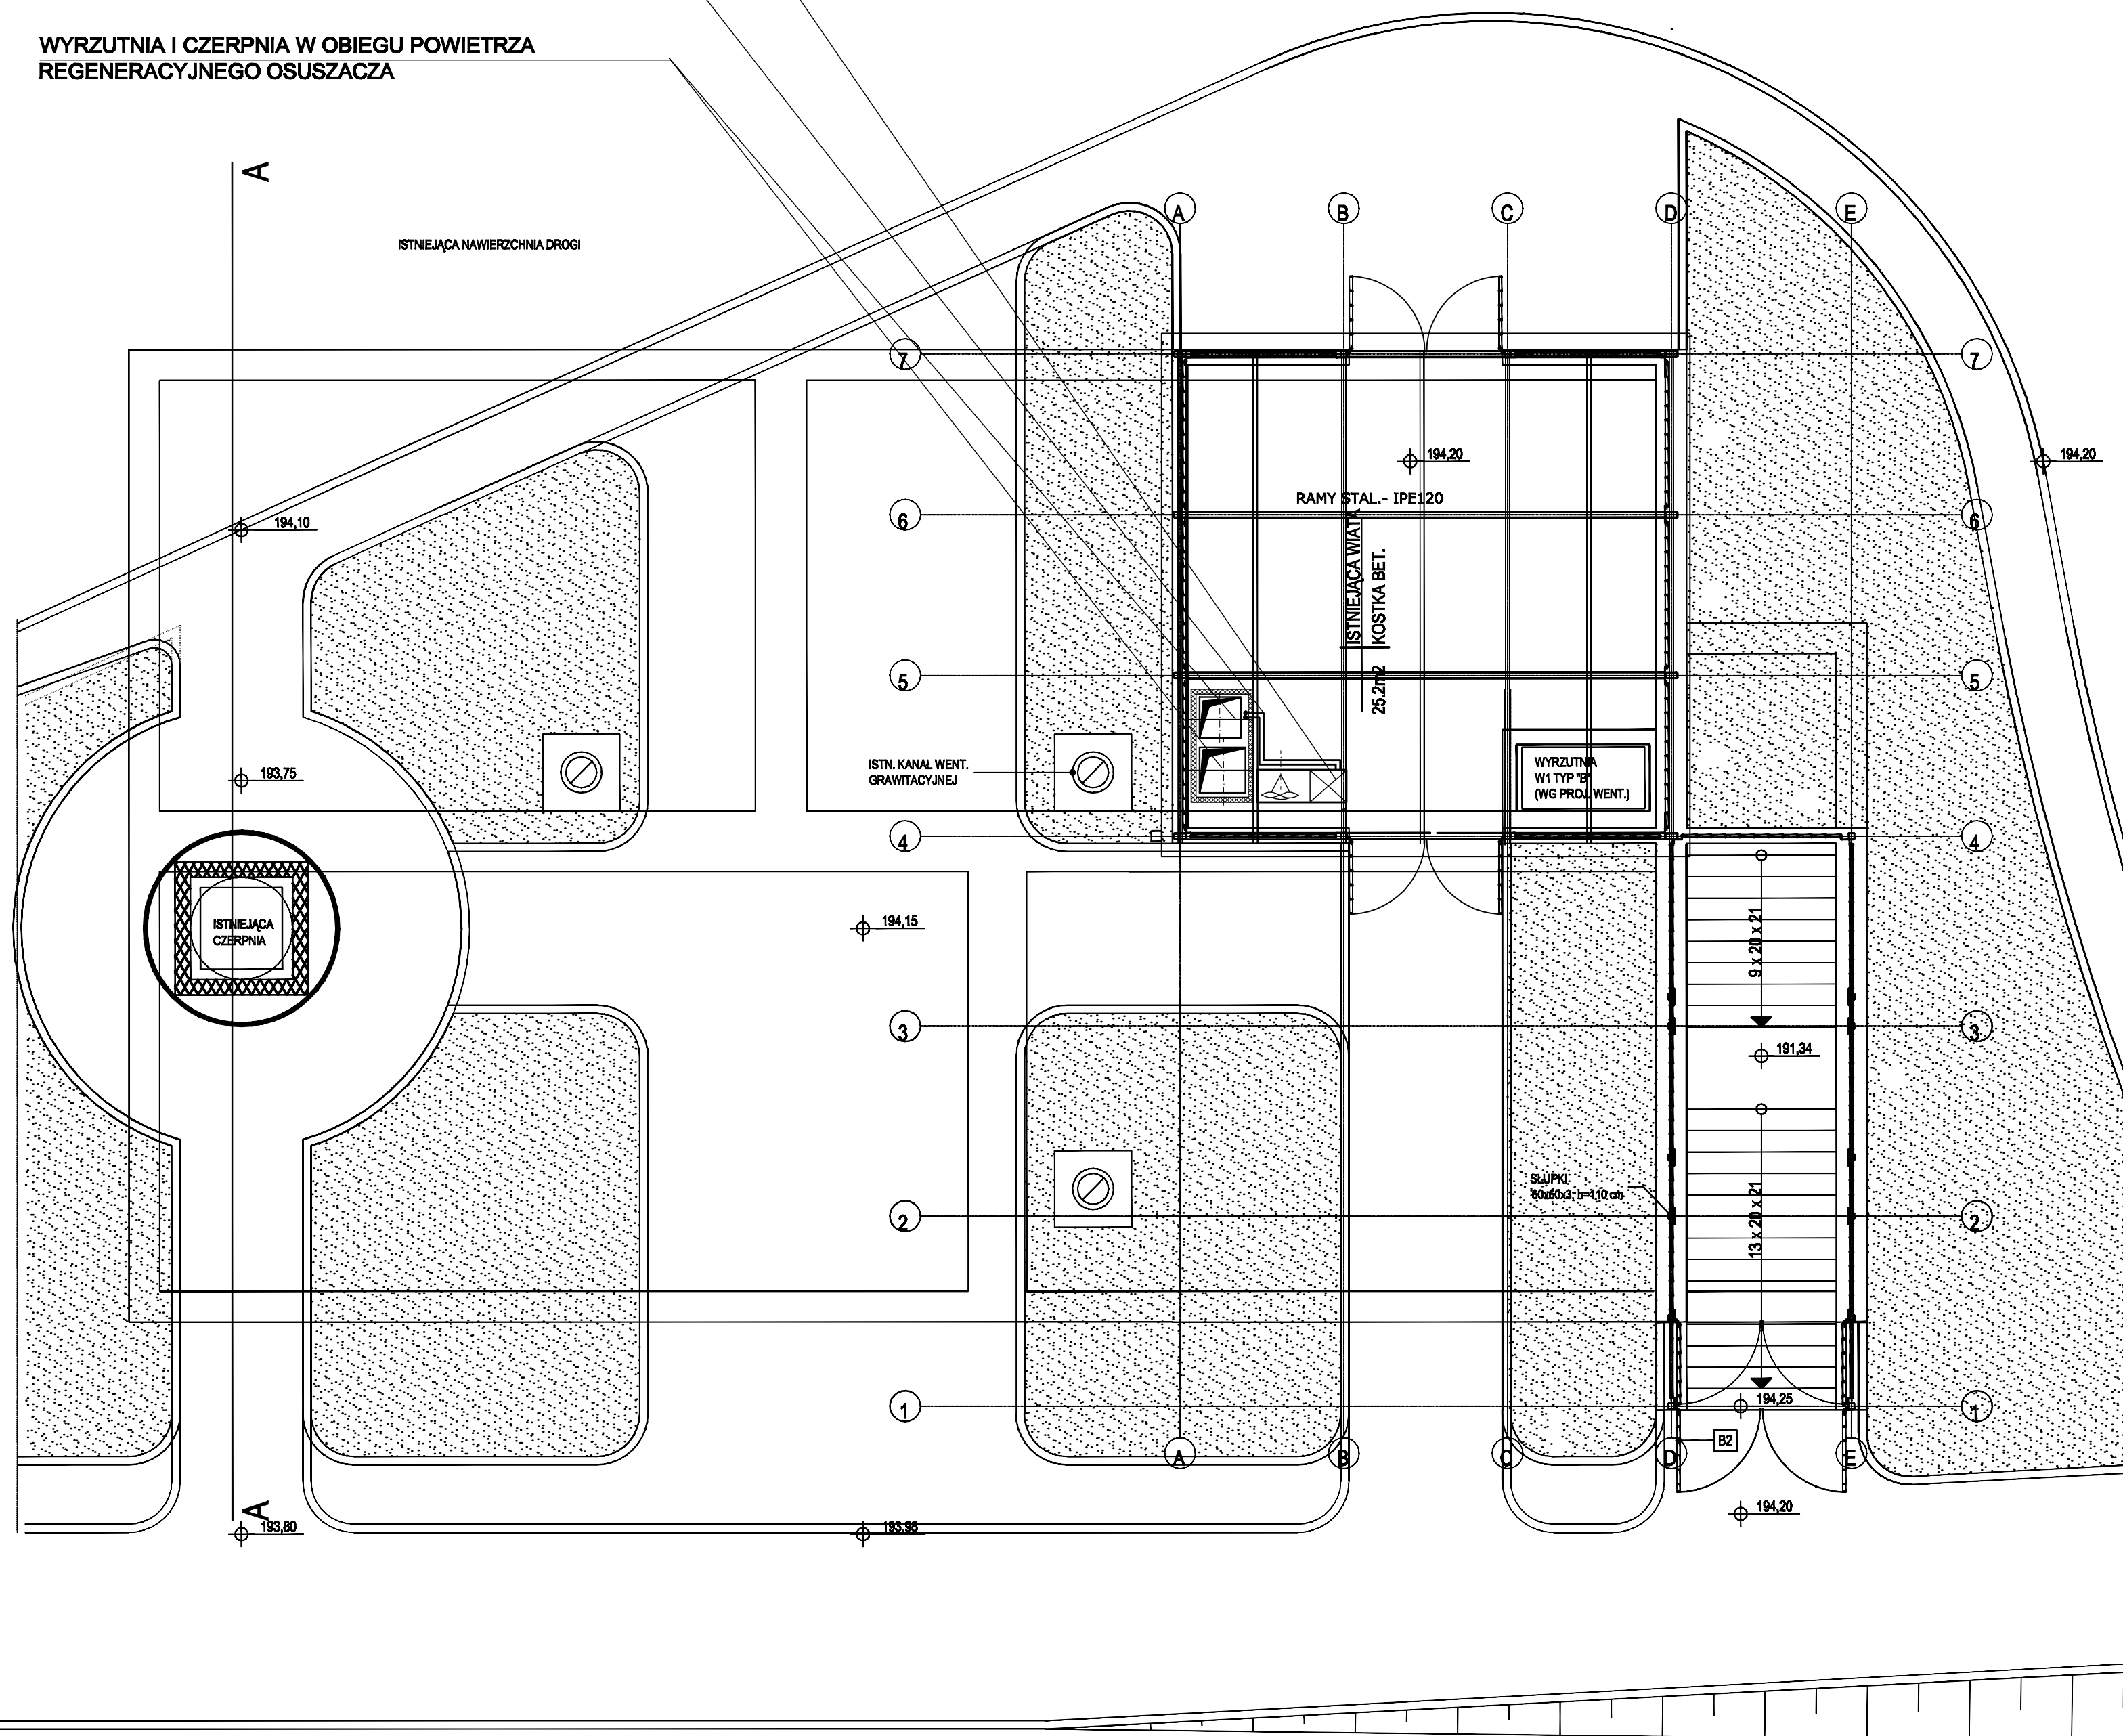 WYRZUTNIA I CZERPNIA W OBIEGU POWIETRZA
REGENERACYJNEGO OSUSZACZA
A
ISTNIEJĄCA NAWIERZCHNIA DROGI
A
B
C
D
E
7
7
194,20
194,20
RAMY STAL.- IPE120
6
6
194,10
ISTNIEJĄCA WIATA
KOSTKA BET.
25.2m2
5
5
ISTN. KANAŁ WENT.
GRAWITACYJNEJ
193,75
WYRZUTNIA
W1 TYP "B"
(WG PROJ. WENT.)
4
4
ISTNIEJĄCA
CZERPNIA
194,15
9 x 20 x 21
3
3
191,34
SŁUPKI
60x60x3, h=110 cm
13 x 20 x 21
2
2
1
194,25
1
B2
A
B
C
D
E
A
193,80
193.98
194,20